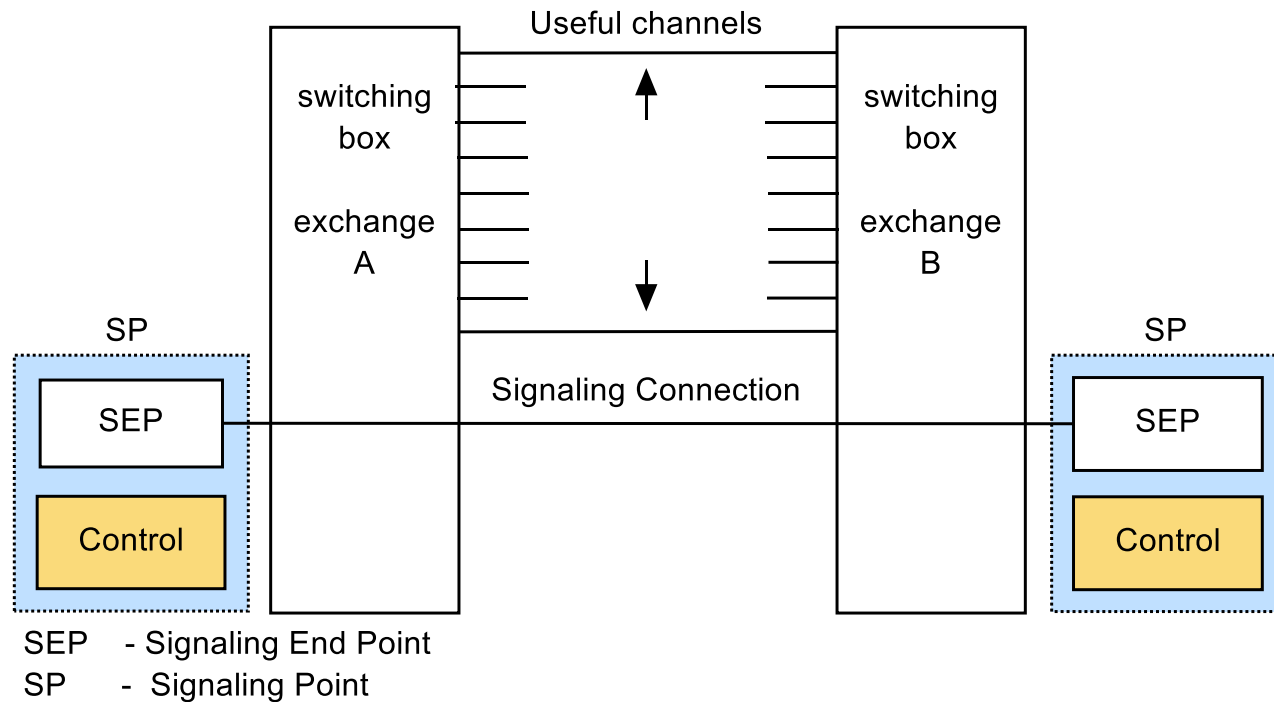 Useful channels
switching
box
exchange
A
switching
box
exchange
B
SP
SP
Signaling Connection
SEP
SEP
Control
Control
SEP - Signaling End Point
SP - Signaling Point